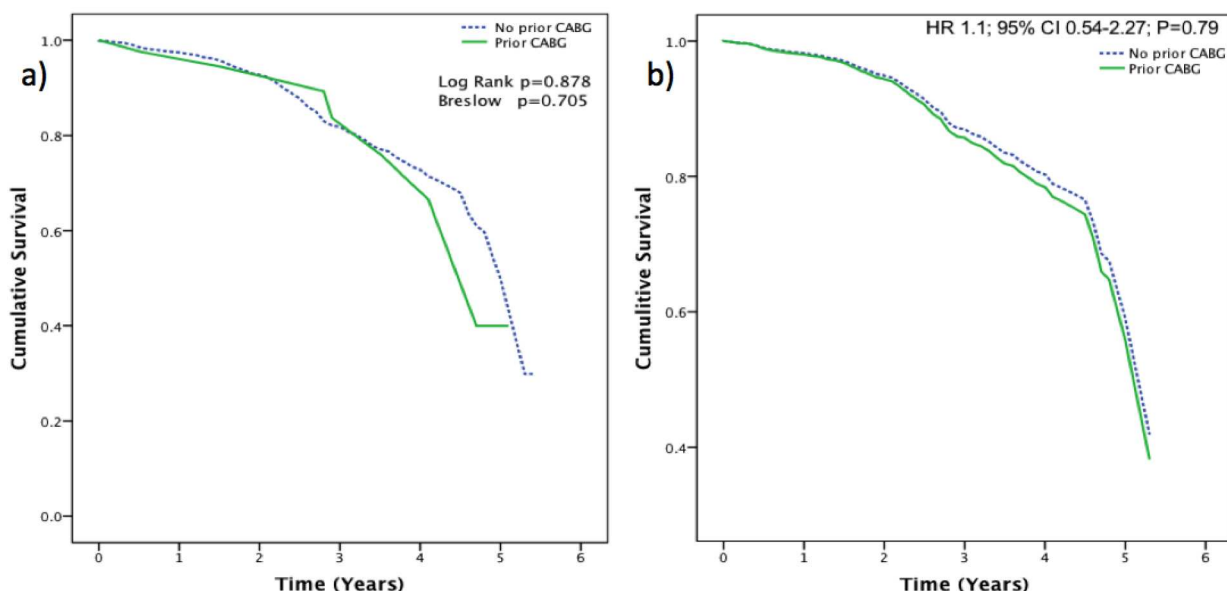 a)
No prior CABG
Prior CABG
Log Rank p=0.878
Breslow p=0.705
Cumulative Survival
1.0
0.8
0.6
0.4
0.2
0.0
0 1 2 3 4 5 6
Time (Years)
b)
HR 1.1; 95% CI 0.54-2.27; P=0.79
No prior CABG
Prior CABG
Cumulitive Survival
1.0
0.8
0.6
0.4
0 1 2 3 4 5 6
Time (Years)